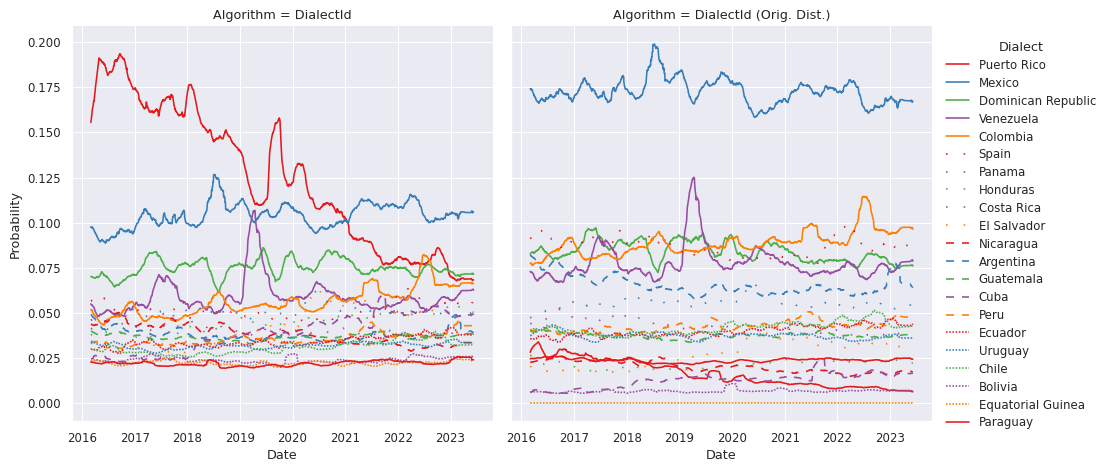 Algorithm = DialectId
Algorithm = DialectId (Orig. Dist.)
Probability
0.200
0.175
0.150
0.125
0.100
0.075
0.050
0.025
0.000
2016 2017 2018 2019 2020 2021 2022 2023
Date
2016 2017 2018 2019 2020 2021 2022 2023
Date
Dialect
Puerto Rico
Mexico
Dominican Republic
Venezuela
Colombia
Spain
Panama
Honduras
Costa Rica
El Salvador
Nicaragua
Argentina
Guatemala
Cuba
Peru
Ecuador
Uruguay
Chile
Bolivia
Equatorial Guinea
Paraguay